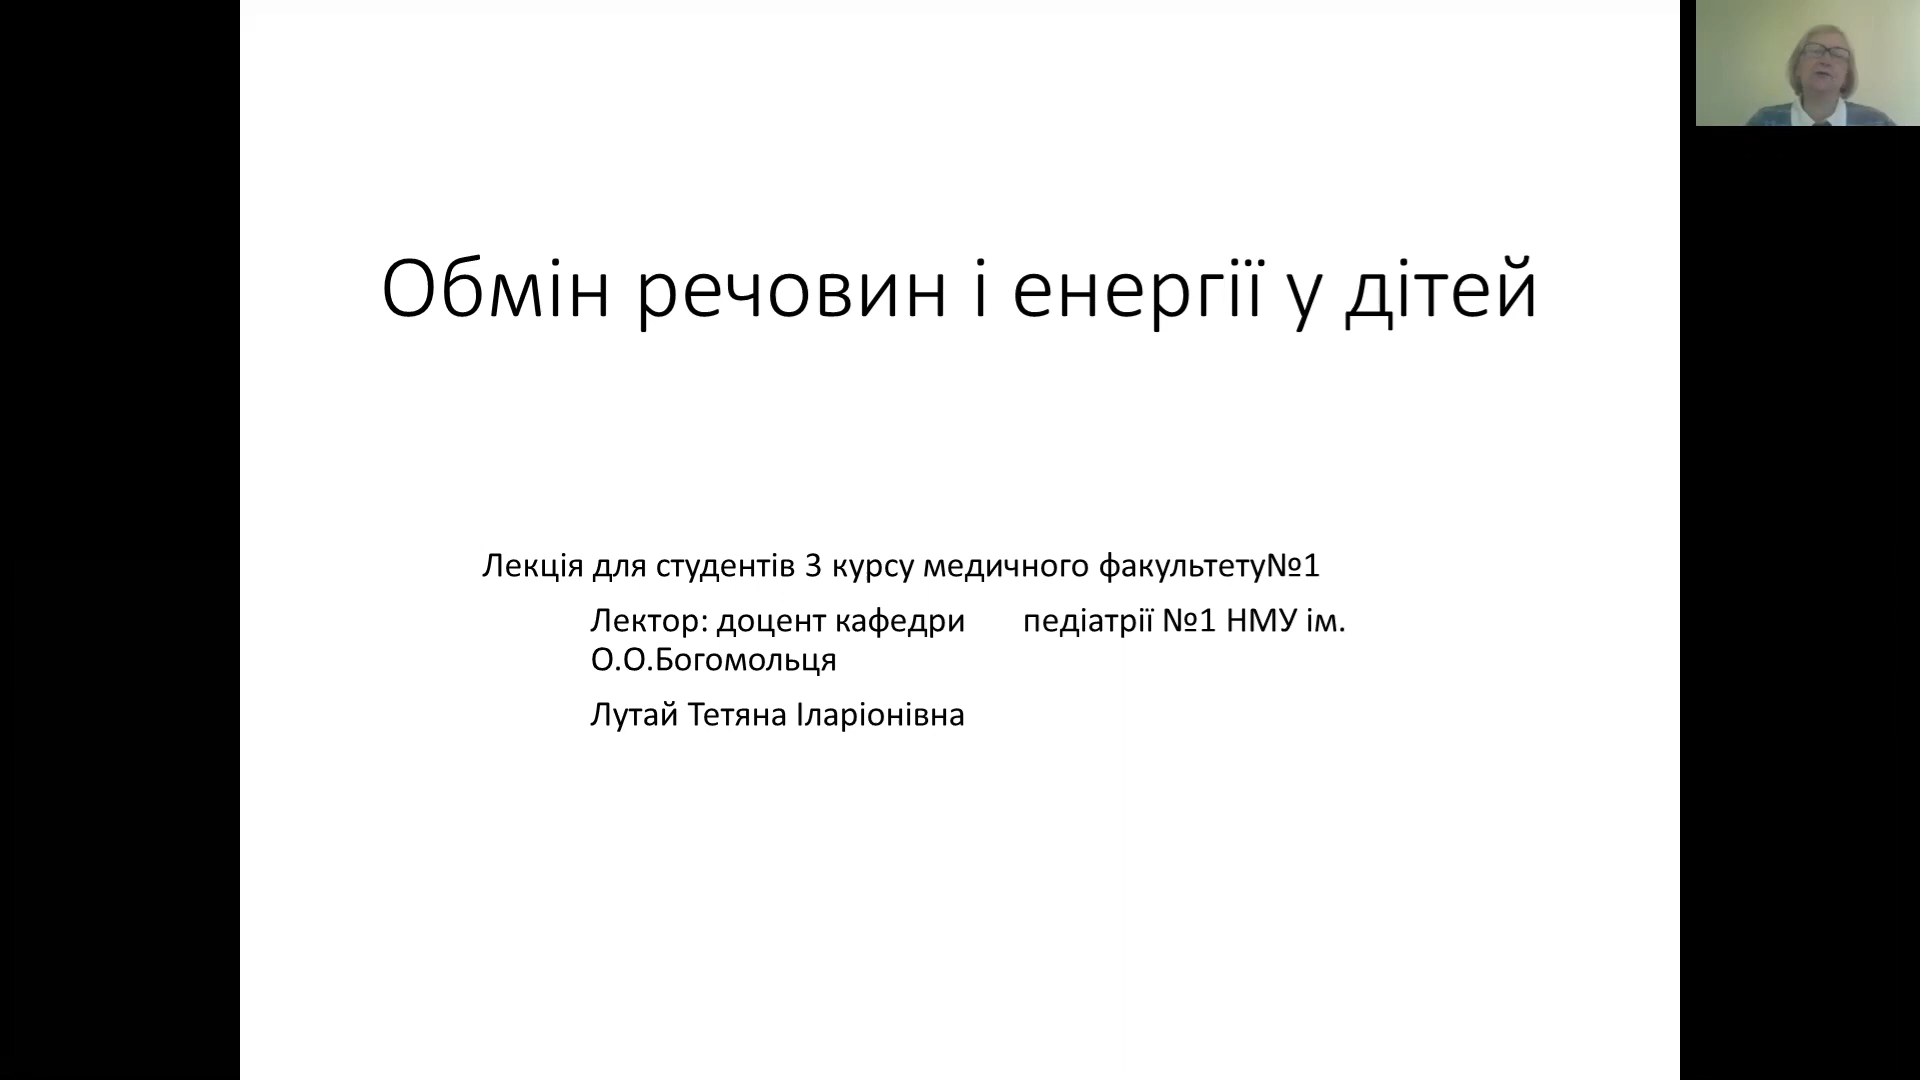 Обмін речовин і енергії у дітей
Лекція для студентів 3 курсу медичного факультету№1
Лектор: доцент кафедри педіатрії №1 НМУ ім.
О.О.Богомольця
Лутай Тетяна Іларіонівна